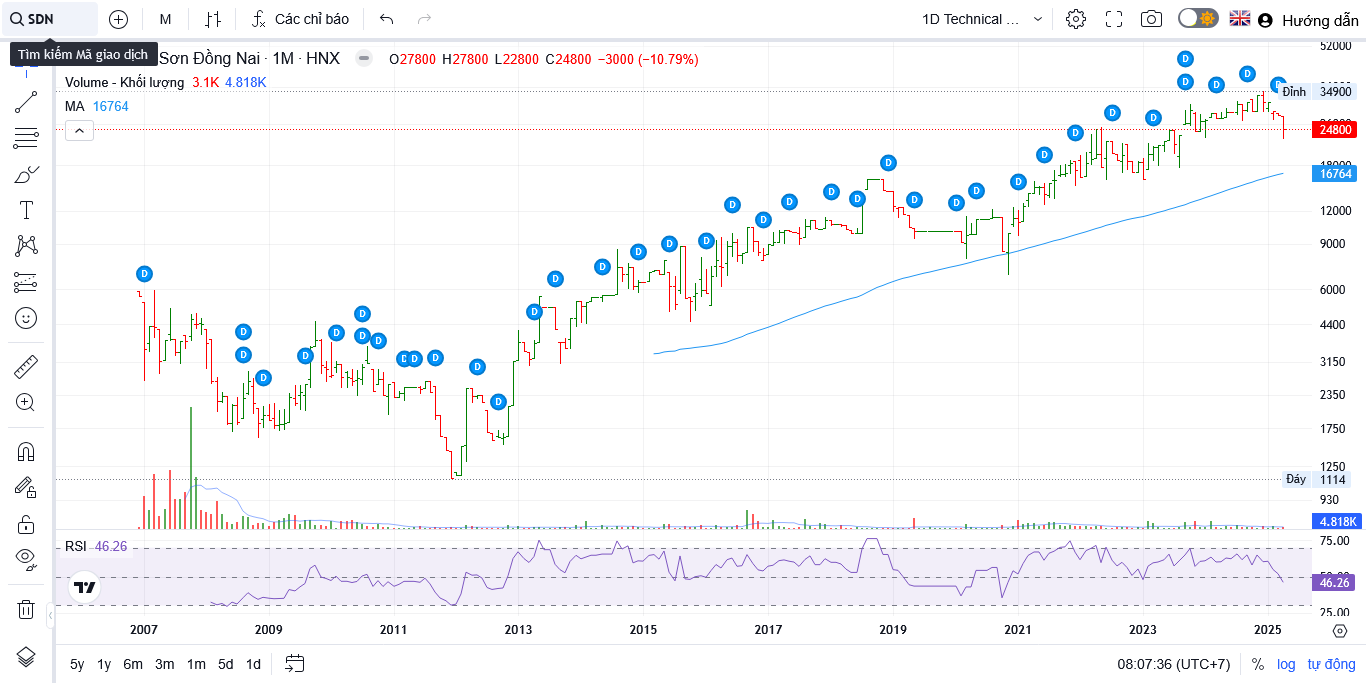 SDN M Các chỉ báo 1D Technical ... Hướng dẫn
Tìm kiếm Mã giao dịch
Sơn Đồng Nai · 1M · HNX O27800 H27800 L22800 C24800 −3000 (−10.79%)
Volume - Khối lượng 3.1K 4.818K
MA 16764
D D D D D D D D D D D D D D D D D D D D D D D D D D D D D D D D D D D D D D D D D D D D
52000
Đỉnh 34900
24800
18000
16764
12000
9000
6000
4400
3150
2350
1750
1250
Đáy 1114
930
4.818K
RSI 46.26
75.00
46.26
25.00
2007 2009 2011 2013 2015 2017 2019 2021 2023 2025
5y 1y 6m 3m 1m 5d 1d 08:07:36 (UTC+7) % log tự động